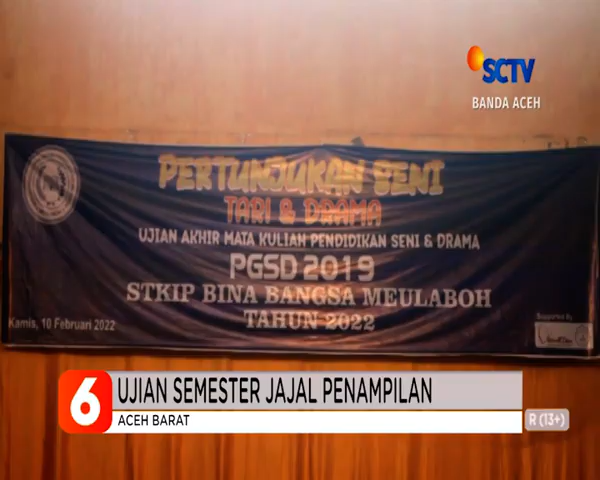 SCTV
BANDA ACEH
PERTUNJUKAN SENI
TARI & DRAMA
UJIAN AKHIR MATA KULIAH PENDIDIKAN SENI & DRAMA
PGSD 2019
STKIP BINA BANGSA MEULABOH
TAHUN 2022
Kamis, 10 Februari 2022
Supported By
6
UJIAN SEMESTER JAJAL PENAMPILAN
ACEH BARAT
R (13+)